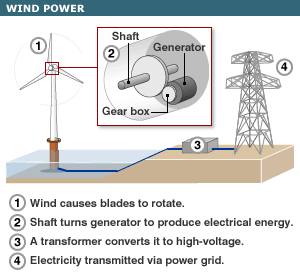 WIND POWER
1
Shaft
2
Generator
Gear box
4
3
1 Wind causes blades to rotate.
2 Shaft turns generator to produce electrical energy.
3 A transformer converts it to high-voltage.
4 Electricity transmitted via power grid.